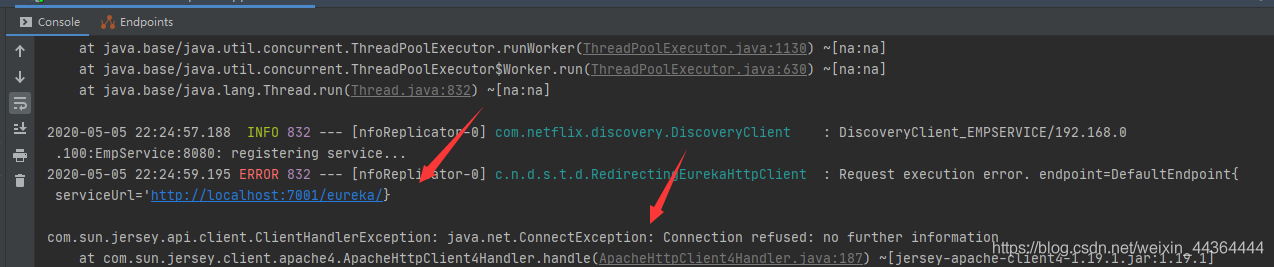 Console Endpoints
at java.base/java.util.concurrent.ThreadPoolExecutor.runWorker(ThreadPoolExecutor.java:1130) ~[na:na]
at java.base/java.util.concurrent.ThreadPoolExecutor$Worker.run(ThreadPoolExecutor.java:630) ~[na:na]
at java.base/java.lang.Thread.run(Thread.java:832) ~[na:na]
2020-05-05 22:24:57.188  INFO 832 --- [nfoReplicator-0] com.netflix.discovery.DiscoveryClient    : DiscoveryClient_EMPSERVICE/192.168.0
.100:EmpService:8080: registering service...
2020-05-05 22:24:59.195 ERROR 832 --- [nfoReplicator-0] c.n.d.s.t.d.RedirectingEurekaHttpClient  : Request execution error. endpoint=DefaultEndpoint{
serviceUrl='http://localhost:7001/eureka/}
com.sun.jersey.api.client.ClientHandlerException: java.net.ConnectException: Connection refused: no further information
at com.sun.jersey.client.apache4.ApacheHttpClient4Handler.handle(ApacheHttpClient4Handler.java:187) ~[jersey-apache-client4-1.19.1.jar:1.19.1]
https://blog.csdn.net/weixin_44364444